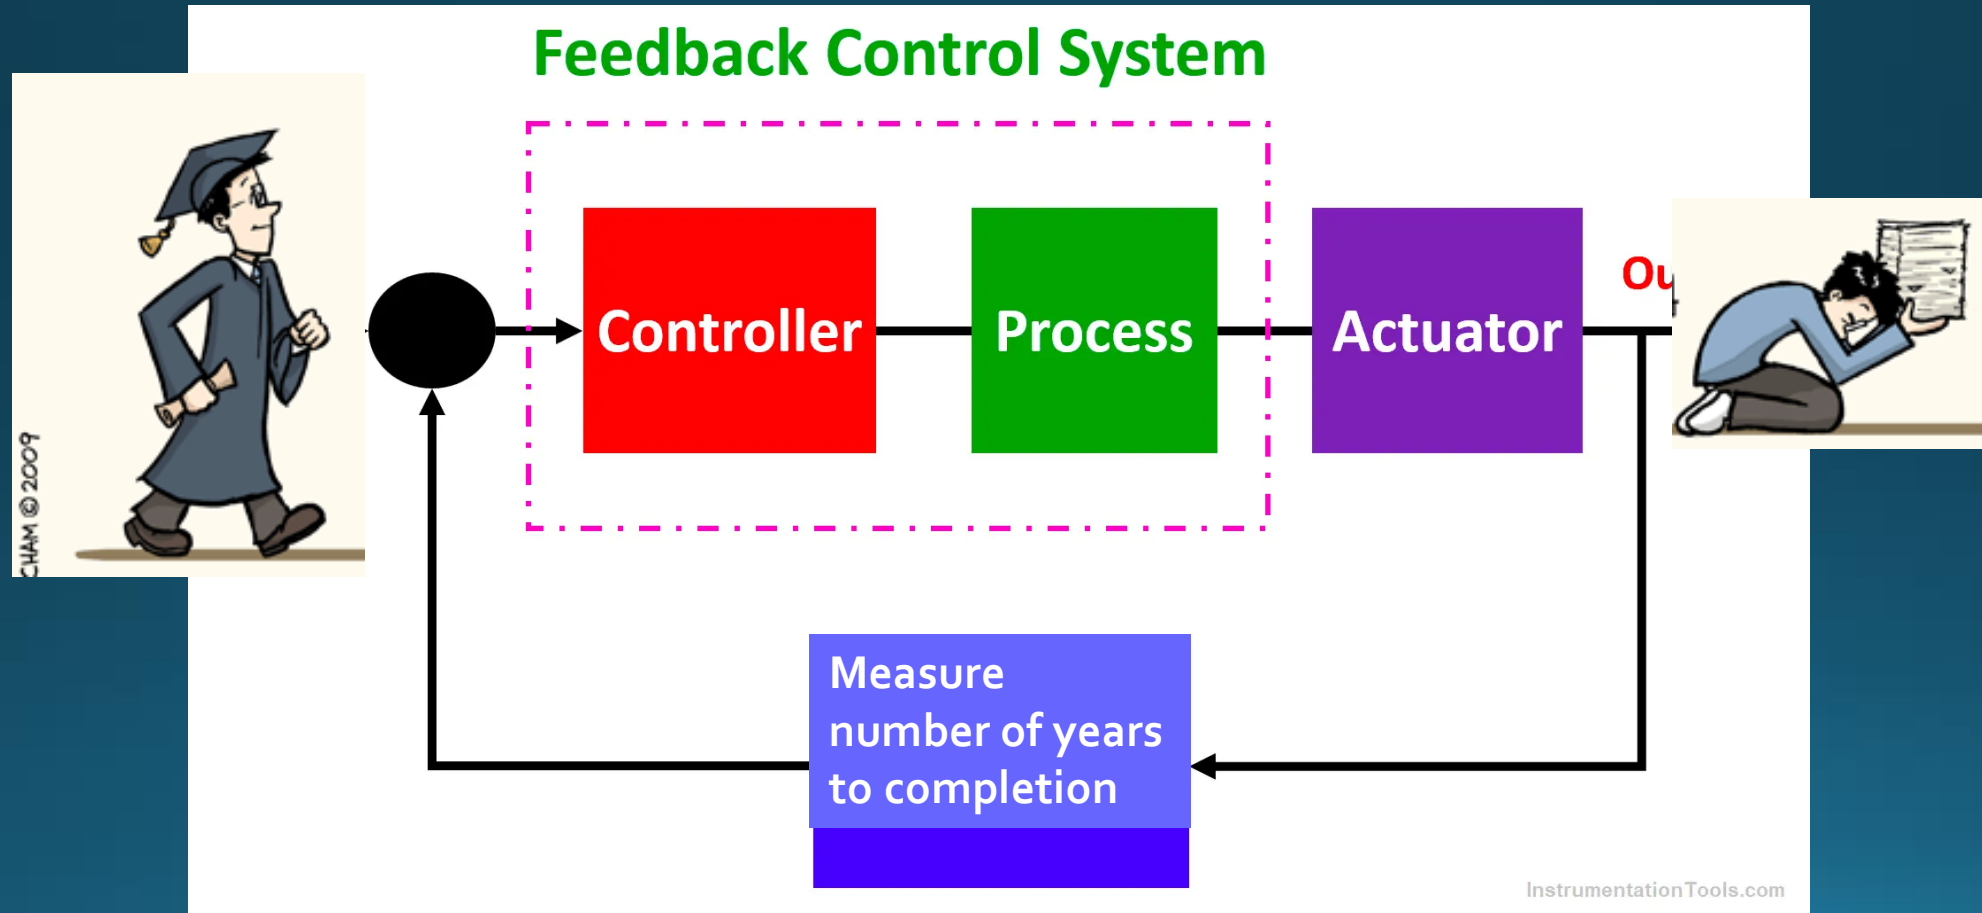 Feedback Control System
Controller
Process
Actuator
Ou
CHAM © 2009
Measure
number of years
to completion
InstrumentationTools.com